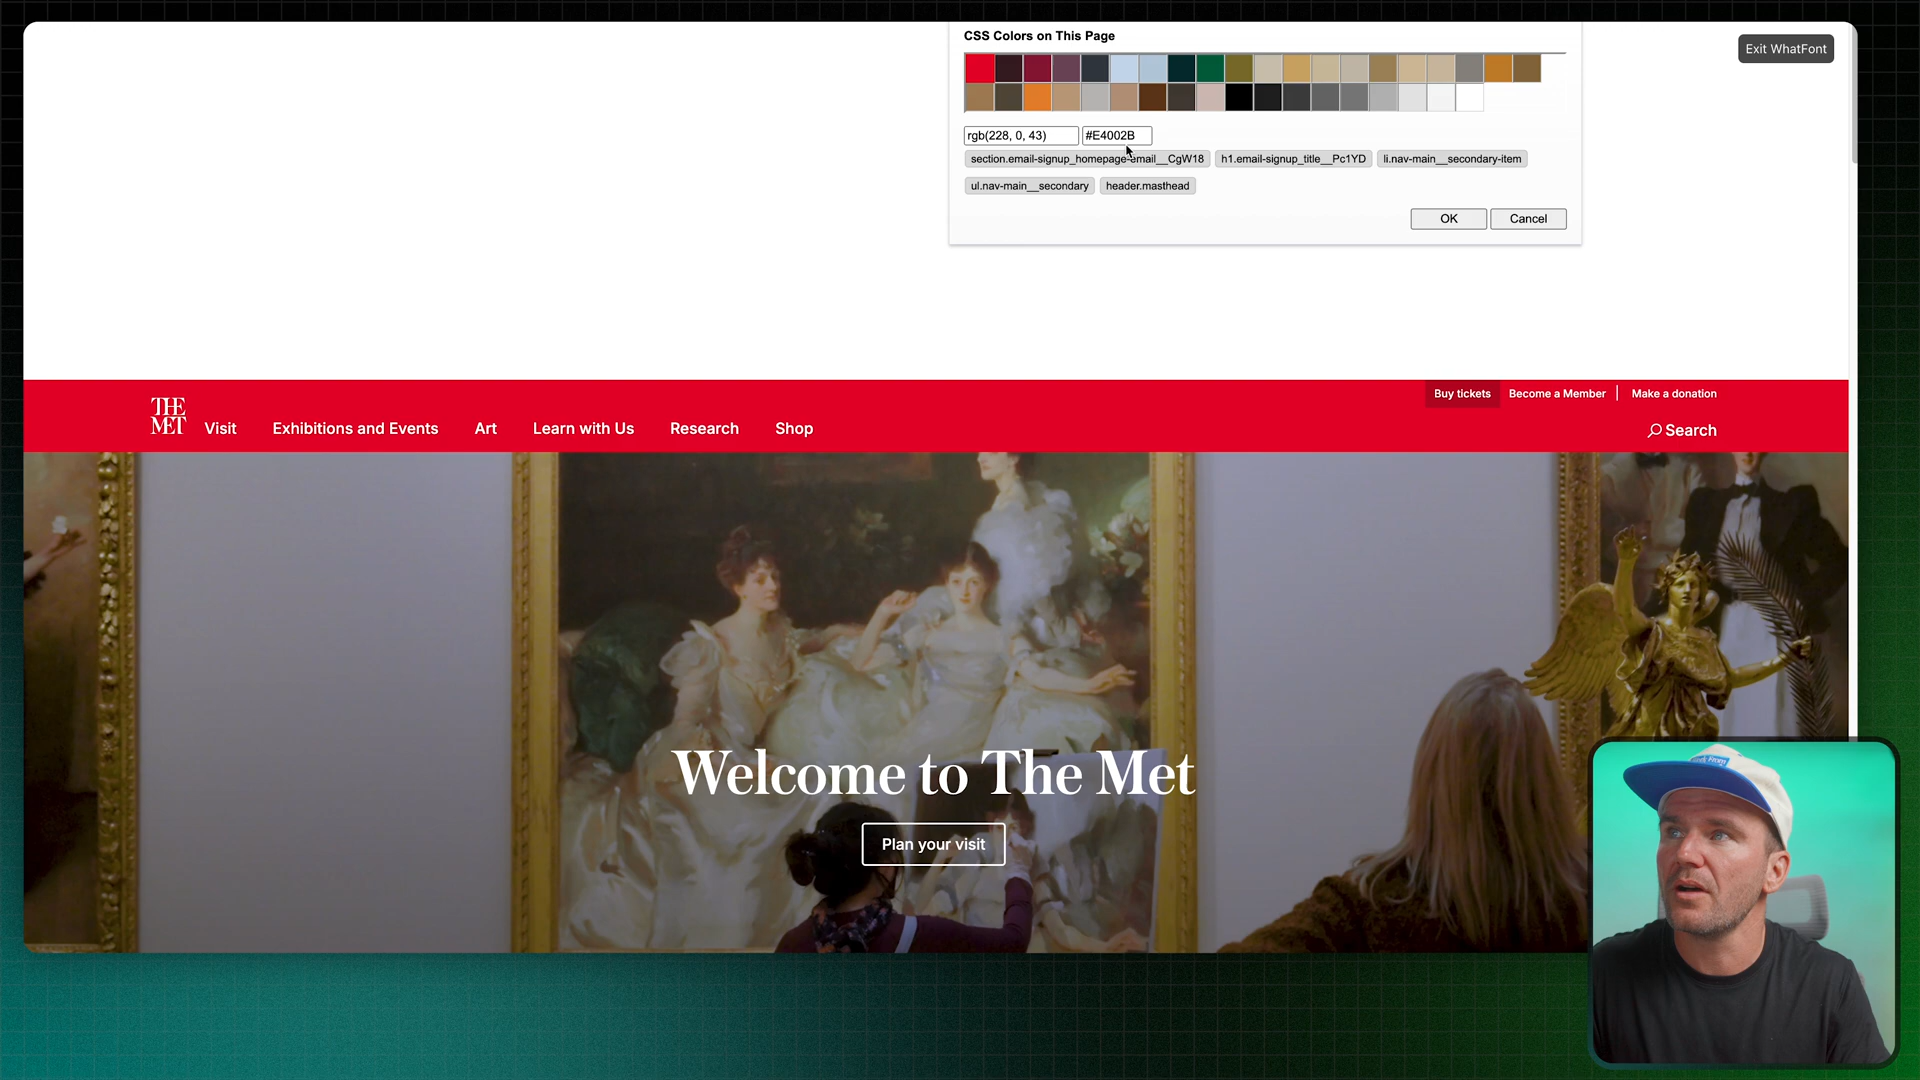 CSS Colors on This Page
Exit WhatFont
rgb(228, 0, 43) #E4002B
section.email-signup_homepage-email__CgW18 h1.email-signup_title__Pc1YD li.nav-main__secondary-item
ul.nav-main__secondary header.masthead
OK Cancel
Buy tickets Become a Member Make a donation
THE
MET
Visit Exhibitions and Events Art Learn with Us Research Shop
Search
Welcome to The Met
Plan your visit